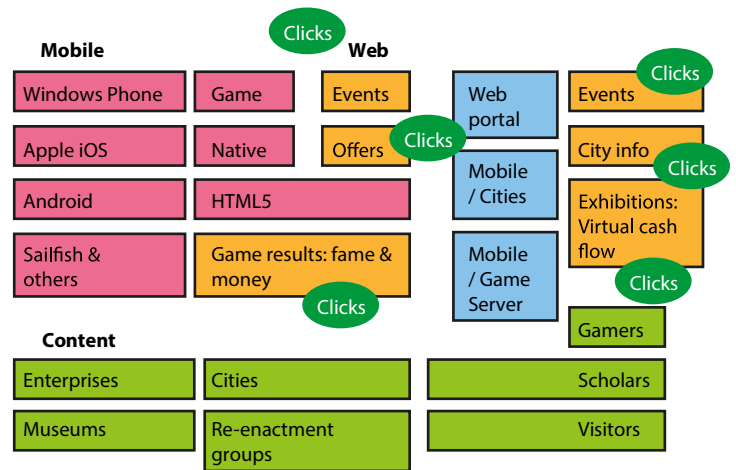 Clicks
Mobile
Web
Windows Phone
Game
Events
Web
portal
Events
Clicks
Apple iOS
Native
Offers
Clicks
City info
Clicks
Android
HTML5
Mobile
/ Cities
Exhibitions:
Virtual cash
flow
Sailfish &
others
Game results: fame &
money
Clicks
Mobile
/ Game
Server
Clicks
Gamers
Content
Enterprises
Cities
Scholars
Museums
Re-enactment
groups
Visitors